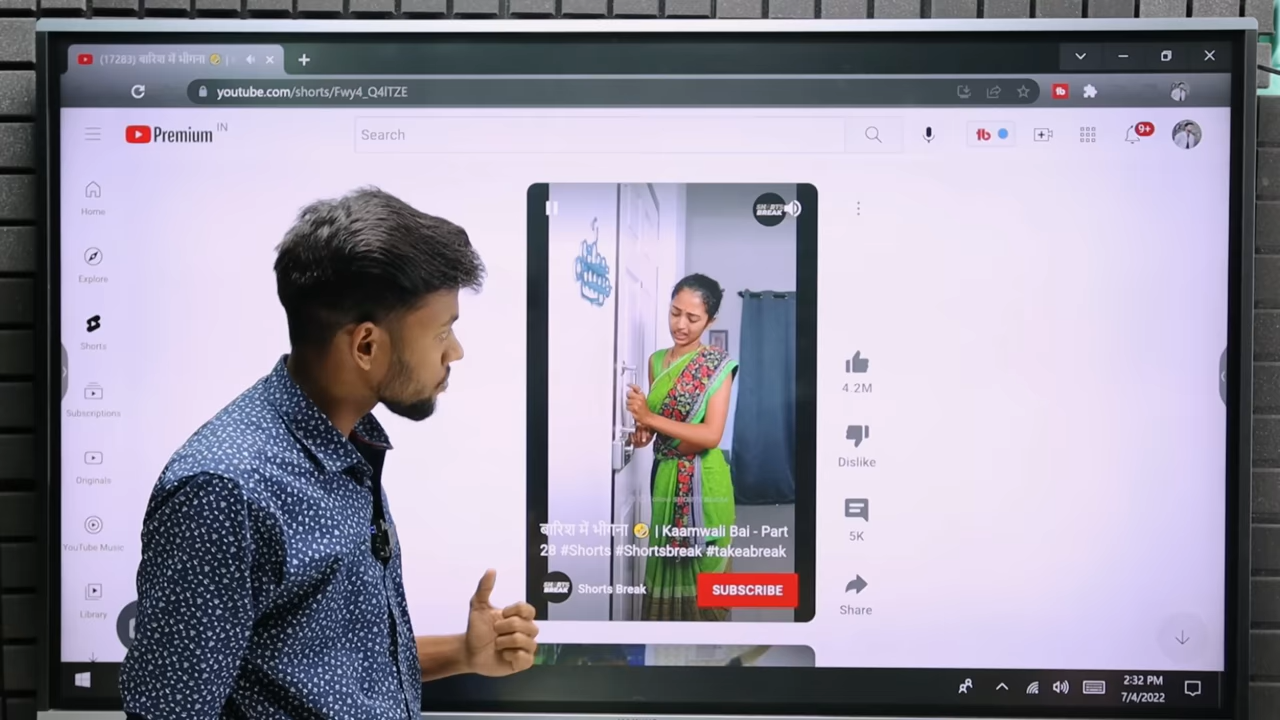 (17283) बारिश में भीगना 🤣 |
youtube.com/shorts/Fwy4_Q4lTZE
Premium IN
Search
9+
Home
Explore
Shorts
Subscriptions
Originals
YouTube Music
Library
SHORTS
BREAK
4.2M
Dislike
5K
Share
बारिश में भीगना 🤣 | Kaamwali Bai - Part
28 #Shorts #Shortsbreak #takeabreak
Shorts Break
SUBSCRIBE
2:32 PM
7/4/2022